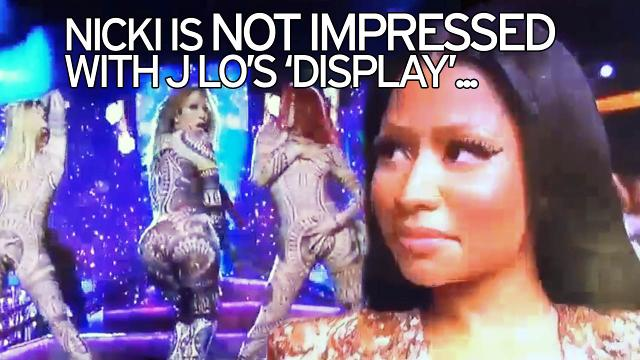 NICKI IS NOT IMPRESSED
WITH J LO'S 'DISPLAY'...